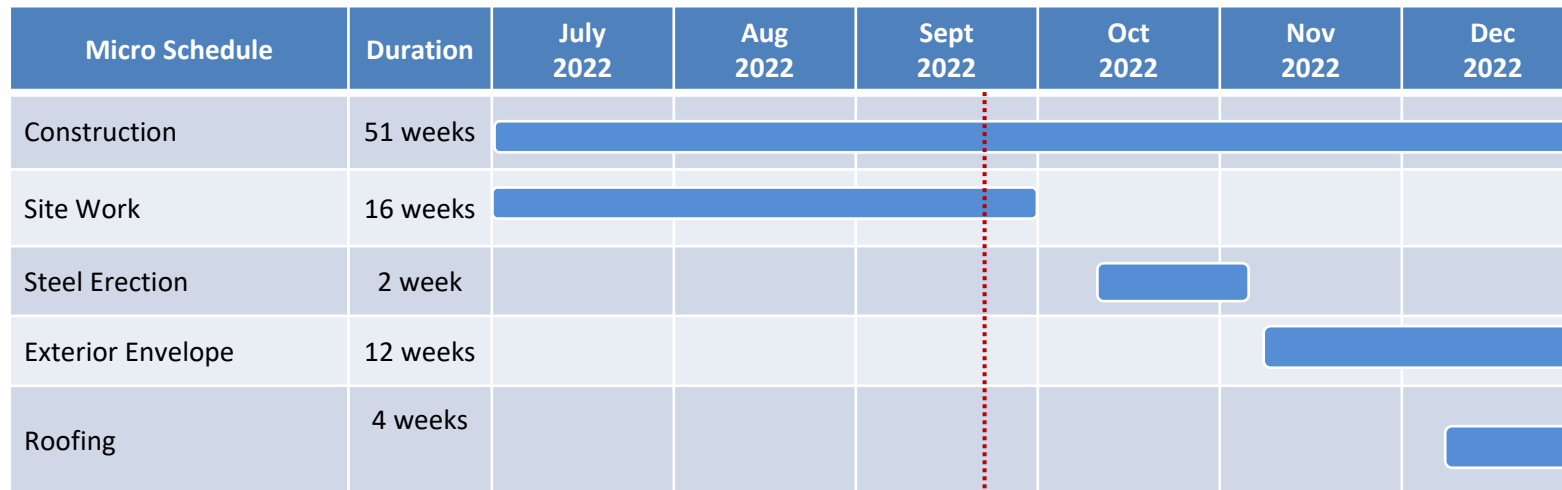 Micro Schedule Duration July 2022 Aug 2022 Sept 2022 Oct 2022 Nov 2022 Dec 2022
Construction 51 weeks
Site Work 16 weeks
Steel Erection 2 week
Exterior Envelope 12 weeks
Roofing 4 weeks